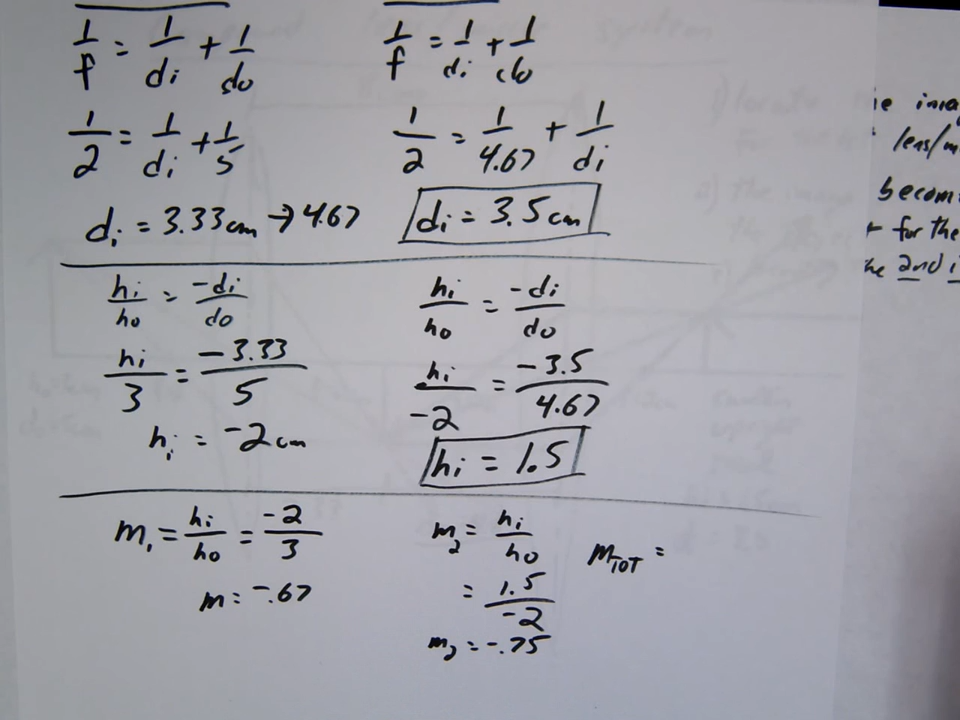 1/f = 1/di + 1/do
1/2 = 1/di + 1/5
di = 3.33cm → 4.67
1/f = 1/di + 1/do
1/2 = 1/4.67 + 1/di
di = 3.5cm
hi/ho = -di/do
hi/3 = -3.33/5
hi = -2cm
hi/ho = -di/do
hi/-2 = -3.5/4.67
hi = 1.5
m1 = hi/ho = -2/3
m = -.67
m2 = hi/ho
= 1.5/-2
m2 = -.75
mTOT =
lens/m
becom
for the
2nd